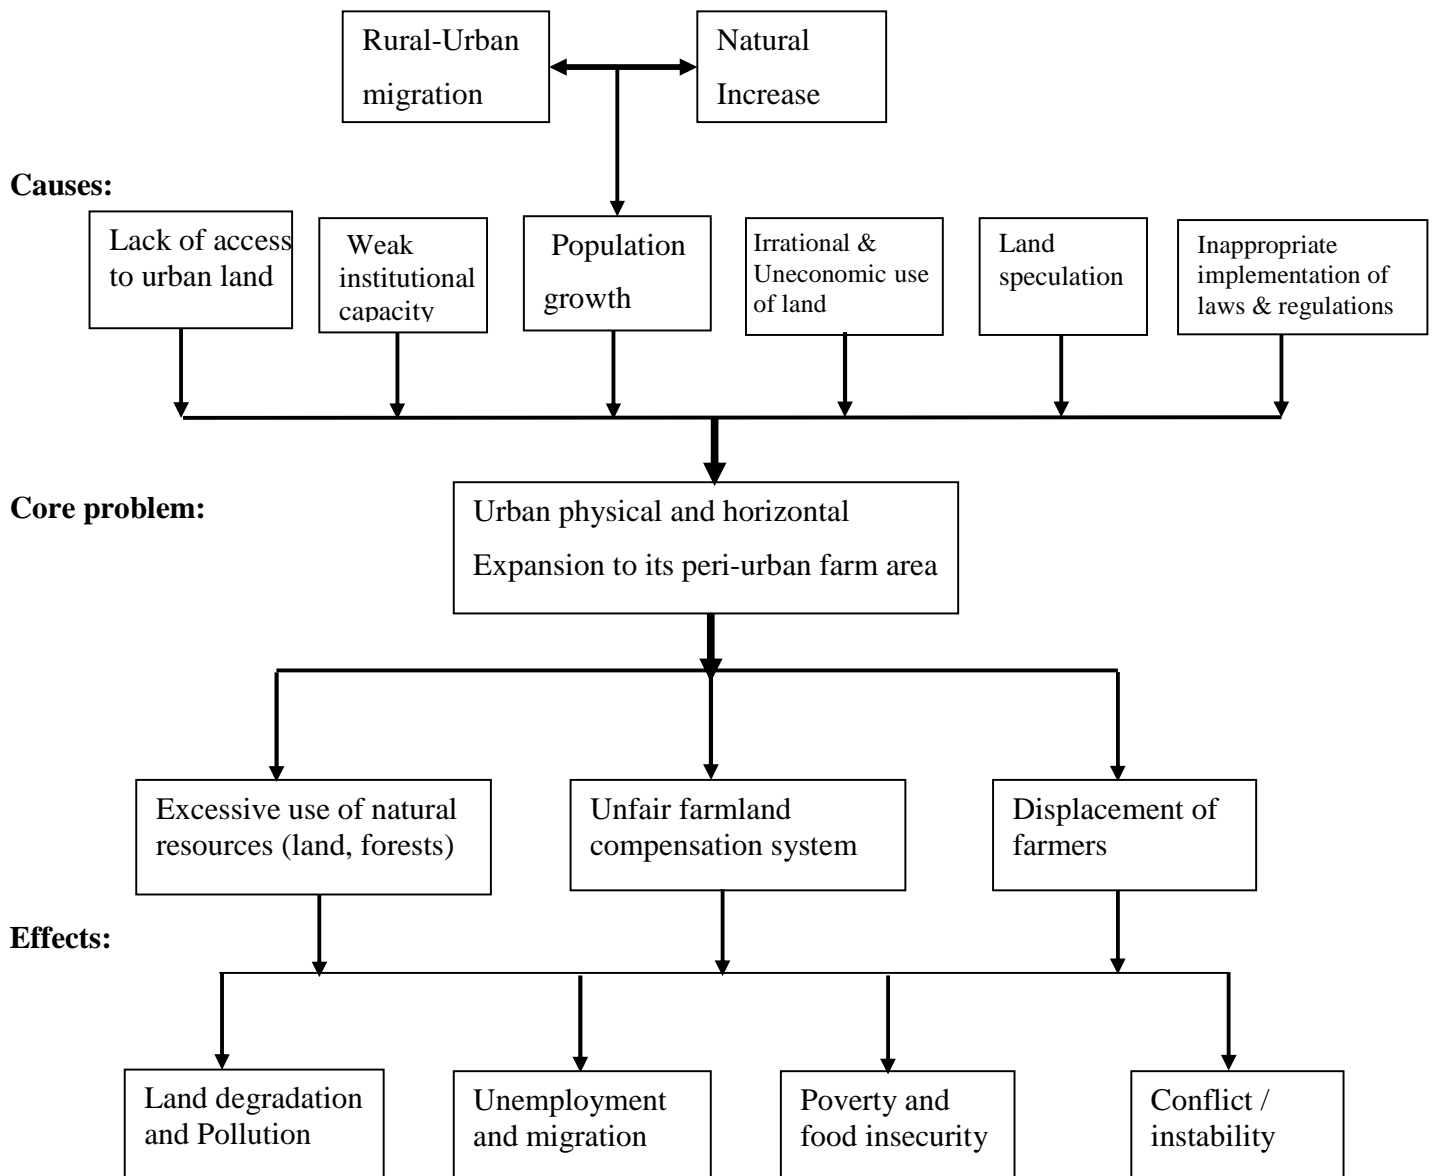 Rural-Urban
migration
Natural
Increase
Causes:
Lack of access
to urban land
Weak
institutional
capacity
Population
growth
Irrational &
Uneconomic use
of land
Land
speculation
Inappropriate
implementation of
laws & regulations
Core problem:
Urban physical and horizontal
Expansion to its peri-urban farm area
Excessive use of natural
resources (land, forests)
Unfair farmland
compensation system
Displacement of
farmers
Effects:
Land degradation
and Pollution
Unemployment
and migration
Poverty and
food insecurity
Conflict /
instability